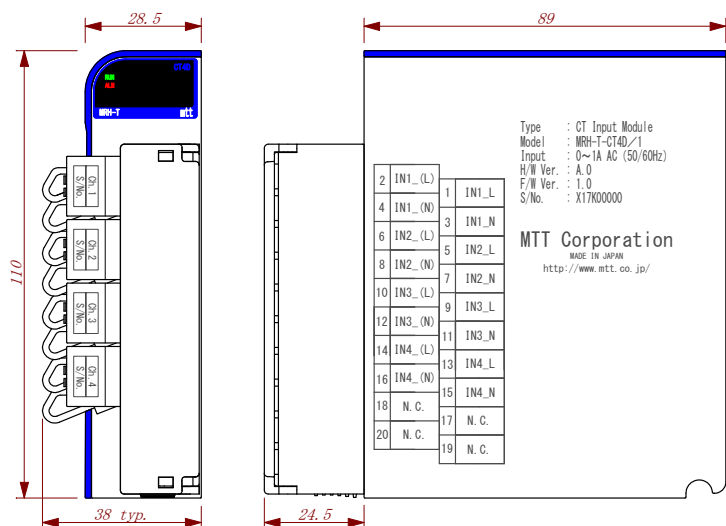 28.5
89
CT4D
RUN
ALM
MRH-T
mtt
110
Ch.1
S/No.
Ch.2
S/No.
Ch.3
S/No.
Ch.4
S/No.
38 typ.
24.5
2 IN1_(L)
4 IN1_(N)
6 IN2_(L)
8 IN2_(N)
10 IN3_(L)
12 IN3_(N)
14 IN4_(L)
16 IN4_(N)
18 N.C.
20 N.C.
1 IN1_L
3 IN1_N
5 IN2_L
7 IN2_N
9 IN3_L
11 IN3_N
13 IN4_L
15 IN4_N
17 N.C.
19 N.C.
Type : CT Input Module
Model : MRH-T-CT4D/1
Input : 0~1A AC (50/60Hz)
H/W Ver. : A.0
F/W Ver. : 1.0
S/No. : X17K00000
MTT Corporation
MADE IN JAPAN
http://www.mtt.co.jp/